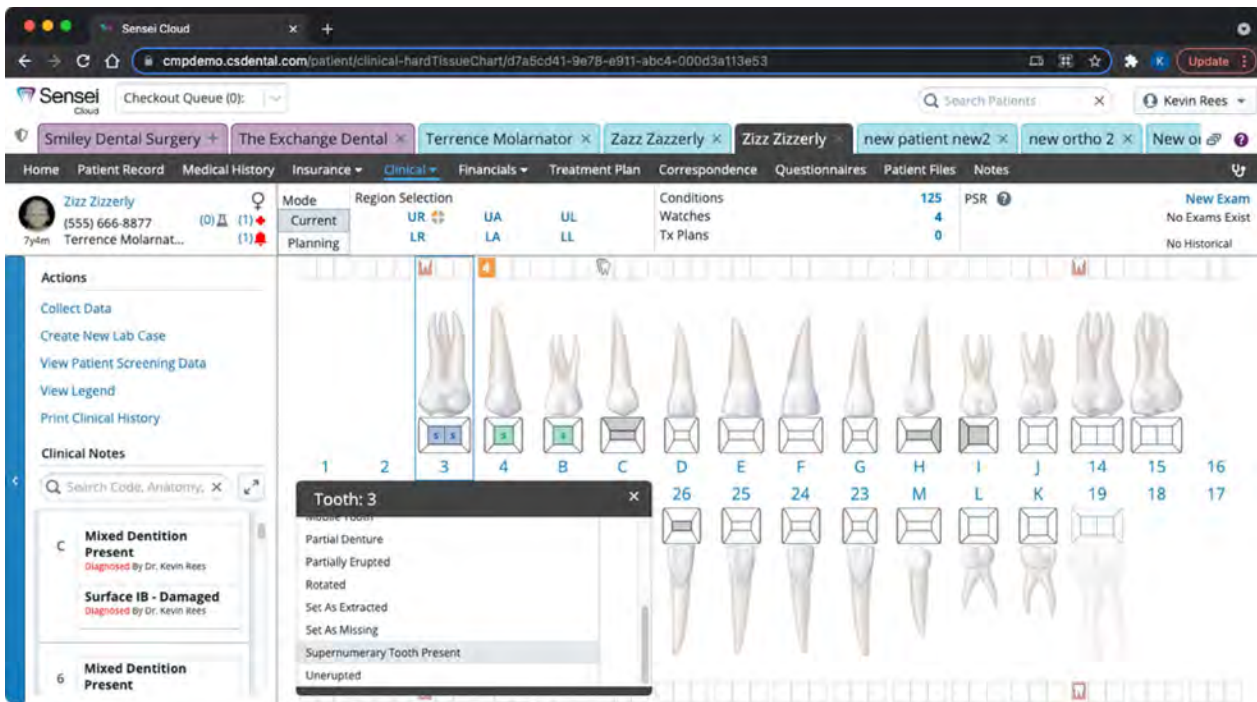 Sensei Cloud
cmpdemo.csdental.com/patient/clinical-hardTissueChart/d7a5cd41-9e78-e911-abc4-000d3a113e53
K
Update
Sensei
Cloud
Checkout Queue (0):
Search Patients
Kevin Rees
Smiley Dental Surgery
The Exchange Dental
Terrence Molarnator
Zazz Zazzerly
Zizz Zizzerly
new patient new2
new ortho 2
Home Patient Record Medical History Insurance Clinical Financials Treatment Plan Correspondence Questionnaires Patient Files Notes
Zizz Zizzerly
(555) 666-8877
(0) (1)
7y4m
Terrence Molarnat...
(1)
Mode
Current
Planning
Region Selection
UR UA UL
LR LA LL
Conditions 125
Watches 4
Tx Plans 0
PSR
New Exam
No Exams Exist
No Historical
Actions
Collect Data
Create New Lab Case
View Patient Screening Data
View Legend
Print Clinical History
Clinical Notes
Search Code, Anatomy,
C
Mixed Dentition
Present
Diagnosed By Dr. Kevin Rees
Surface IB - Damaged
Diagnosed By Dr. Kevin Rees
6
Mixed Dentition
Present
4
S S S S
1 2 3 4 B C D E F G H I J 14 15 16
26 25 24 23 M L K 19 18 17
Tooth: 3
Partial Denture
Partially Erupted
Rotated
Set As Extracted
Set As Missing
Supernumerary Tooth Present
Unerupted